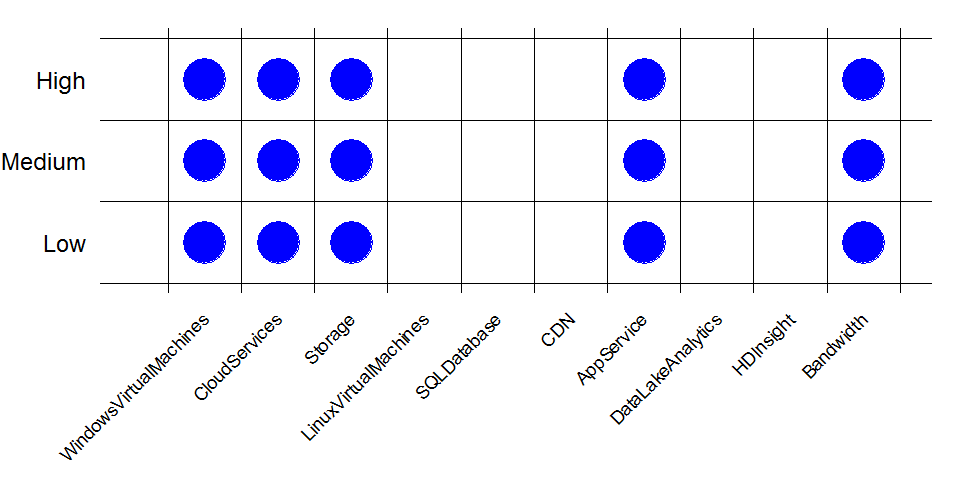 High
Medium
Low
WindowsVirtualMachines
CloudServices
Storage
LinuxVirtualMachines
SQLDatabase
CDN
AppService
DataLakeAnalytics
HDInsight
Bandwidth